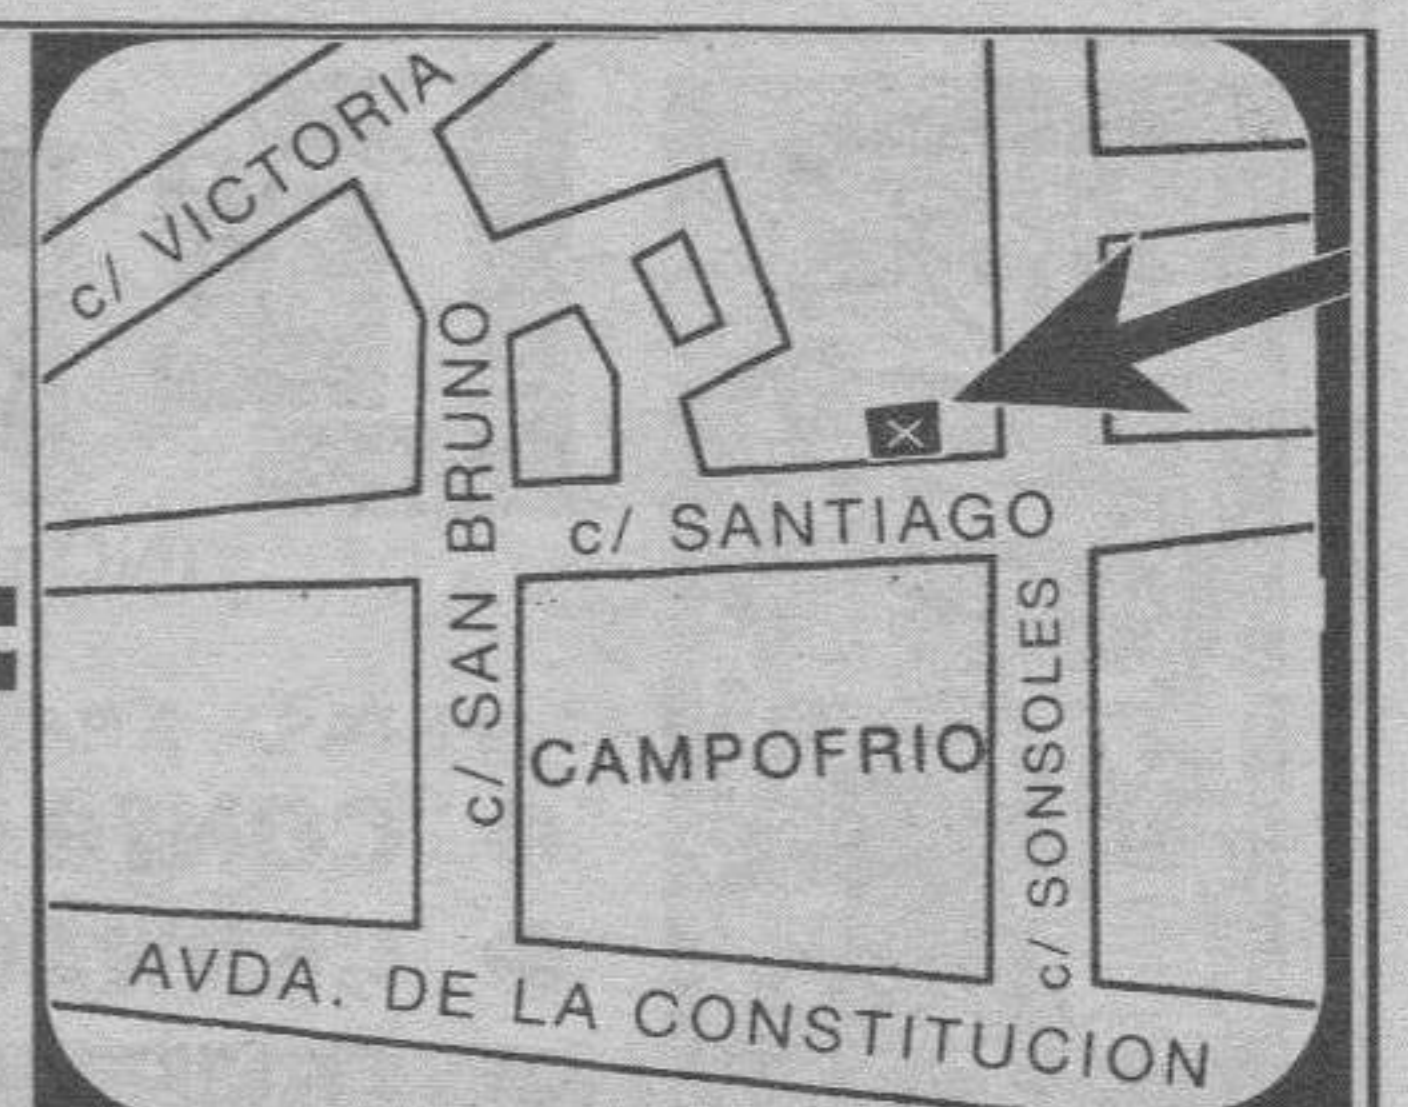 c/ VICTORIA
c/ SAN BRUNO
c/ SANTIAGO
CAMPOFRIO
c/ SONSOLES
AVDA. DE LA CONSTITUCION